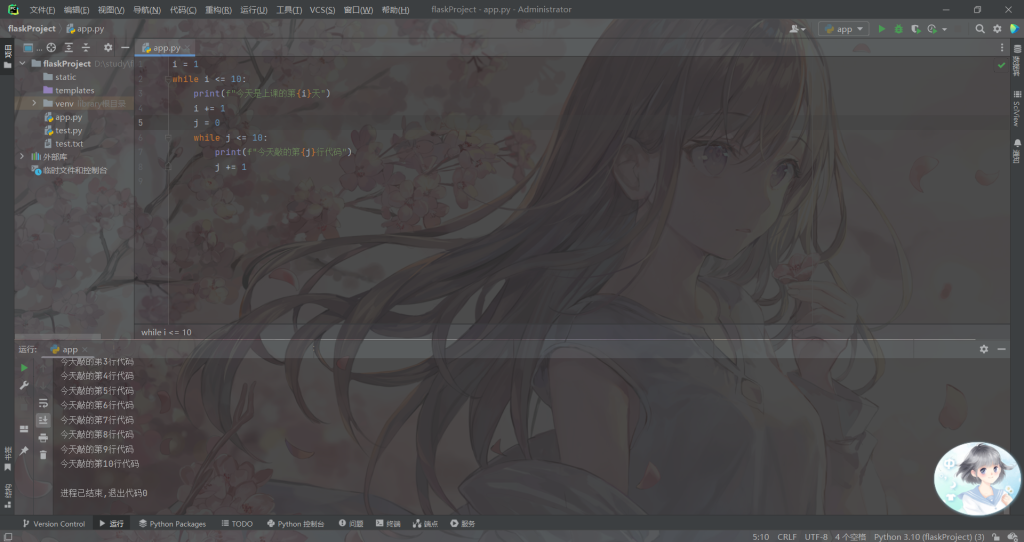 文件(F) 编辑(E) 视图(V) 导航(N) 代码(C) 重构(R) 运行(U) 工具(T) VCS(S) 窗口(W) 帮助(H) flaskProject - app.py - Administrator
flaskProject app.py app
项目 ... app.py
flaskProject D:\study\f
static
templates
venv library根目录
app.py
test.py
test.txt
外部库
临时文件和控制台
1 i = 1
2 while i <= 10:
3 print(f"今天是上课的第{i}天")
4 i += 1
5 j = 0
6 while j <= 10:
7 print(f"今天敲的第{j}行代码")
8 j += 1
while i <= 10
数据库
SciView
通知
运行: app
今天敲的第3行代码
今天敲的第4行代码
今天敲的第5行代码
今天敲的第6行代码
今天敲的第7行代码
今天敲的第8行代码
今天敲的第9行代码
今天敲的第10行代码
进程已结束,退出代码0
书签
结构
Version Control 运行 Python Packages TODO Python 控制台 问题 终端 端点 服务
5:10 CRLF UTF-8 4 个空格 Python 3.10 (flaskProject) (3)